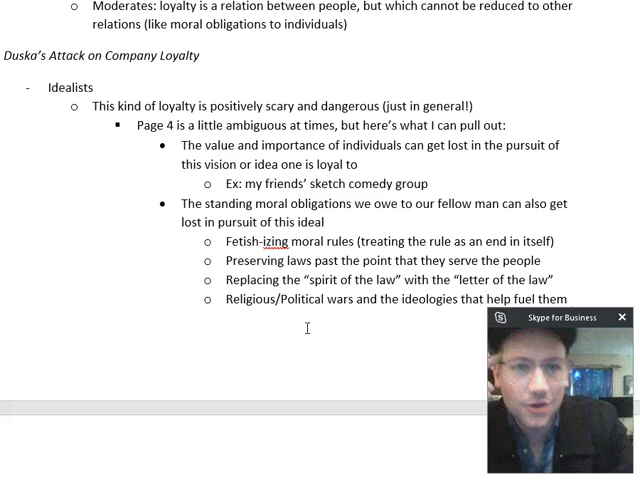 o Moderates: loyalty is a relation between people, but which cannot be reduced to other
relations (like moral obligations to individuals)
Duska's Attack on Company Loyalty
- Idealists
o This kind of loyalty is positively scary and dangerous (just in general!)
▪ Page 4 is a little ambiguous at times, but here's what I can pull out:
• The value and importance of individuals can get lost in the pursuit of
this vision or idea one is loyal to
o Ex: my friends' sketch comedy group
• The standing moral obligations we owe to our fellow man can also get
lost in pursuit of this ideal
o Fetish-izing moral rules (treating the rule as an end in itself)
o Preserving laws past the point that they serve the people
o Replacing the “spirit of the law” with the “letter of the law”
o Religious/Political wars and the ideologies that help fuel them
Skype for Business